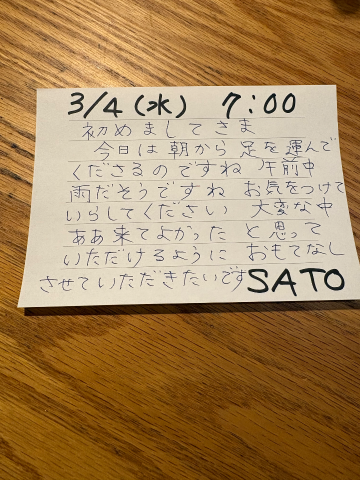 3/4(水) 7:00
初めましてさま
今日は朝から足を運んで
くださるのですね 午前中
雨だそうですね お気をつけて
いらしてください 大変な中
ああ来てよかった と思って
いただけるように おもてなし
させていただきたいです SATO